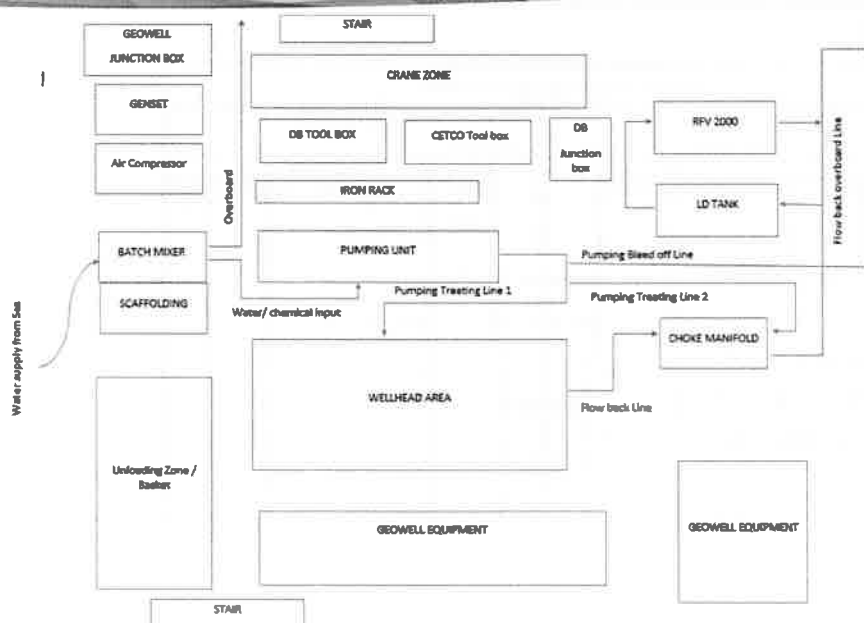 GEOWELL
JUNCTION BOX
GENSET
Air Compressor
BATCH MIXER
SCAFFOLDING
Water supply from Sea
Unloading Zone /
Basket
STAIR
Overboard
STAIR
CRANE ZONE
DB TOOL BOX
CETCO Tool box
DB
Junction
box
IRON RACK
PUMPING UNIT
Water/ chemical input
Pumping Treating Line 1
Pumping Bleed off Line
Pumping Treating Line 2
RFV 2000
LD TANK
Flow back overboard Line
CHOKE MANIFOLD
WELLHEAD AREA
Flow back Line
GEOWELL EQUIPMENT
GEOWELL EQUIPMENT